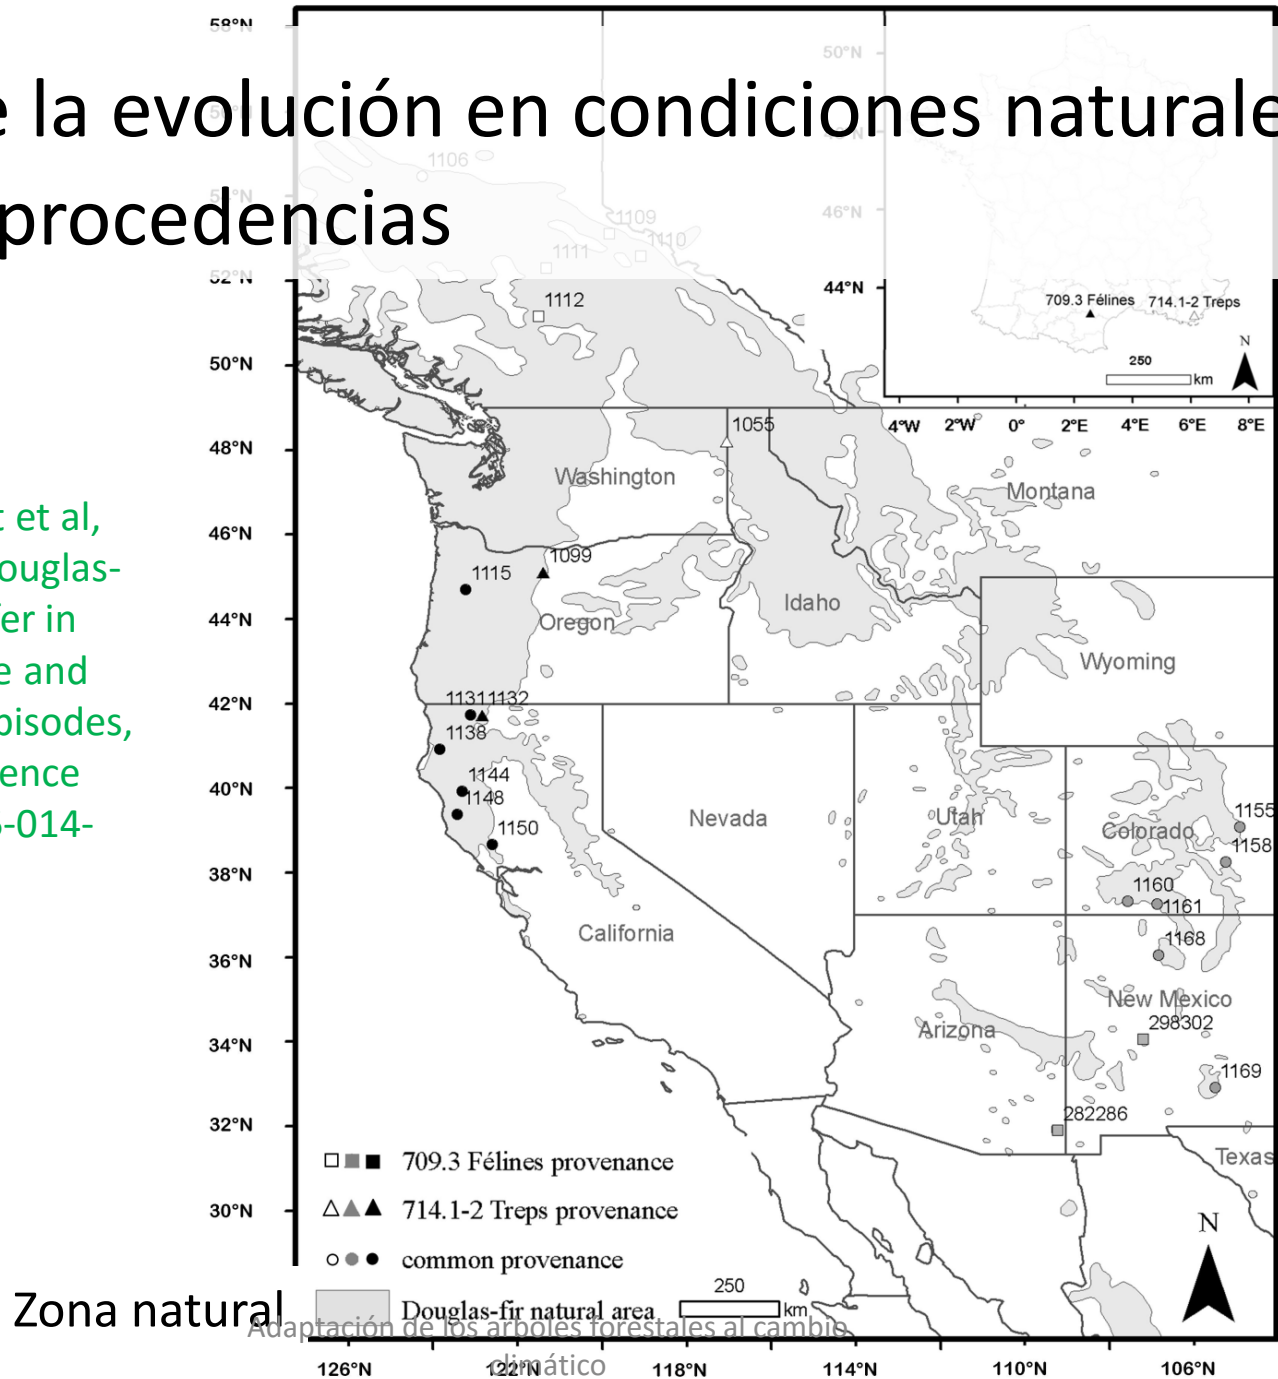 e la evolución en condiciones naturale
procedencias
t et al,
ouglas-
fer in
e and
pisodes,
ence
-014-
58°N
54°N
52°N
50°N
48°N
46°N
44°N
42°N
40°N
38°N
36°N
34°N
32°N
30°N
126°N
122°N
118°N
114°N
110°N
106°N
50°N
46°N
44°N
709.3 Félines
714.1-2 Treps
N
250
km
4°W
2°W
0°
2°E
4°E
6°E
8°E
1106
1109
1110
1111
1112
1055
Washington
Montana
1099
1115
Oregon
Idaho
Wyoming
1131
1132
1138
1144
1148
1150
Nevada
Utah
Colorado
1155
1158
1160
1161
California
1168
New Mexico
298302
Arizona
1169
282286
Texas
709.3 Félines provenance
714.1-2 Treps provenance
common provenance
Douglas-fir natural area
250
km
N
Zona natural
Adaptación de los árboles forestales al cambio
climático